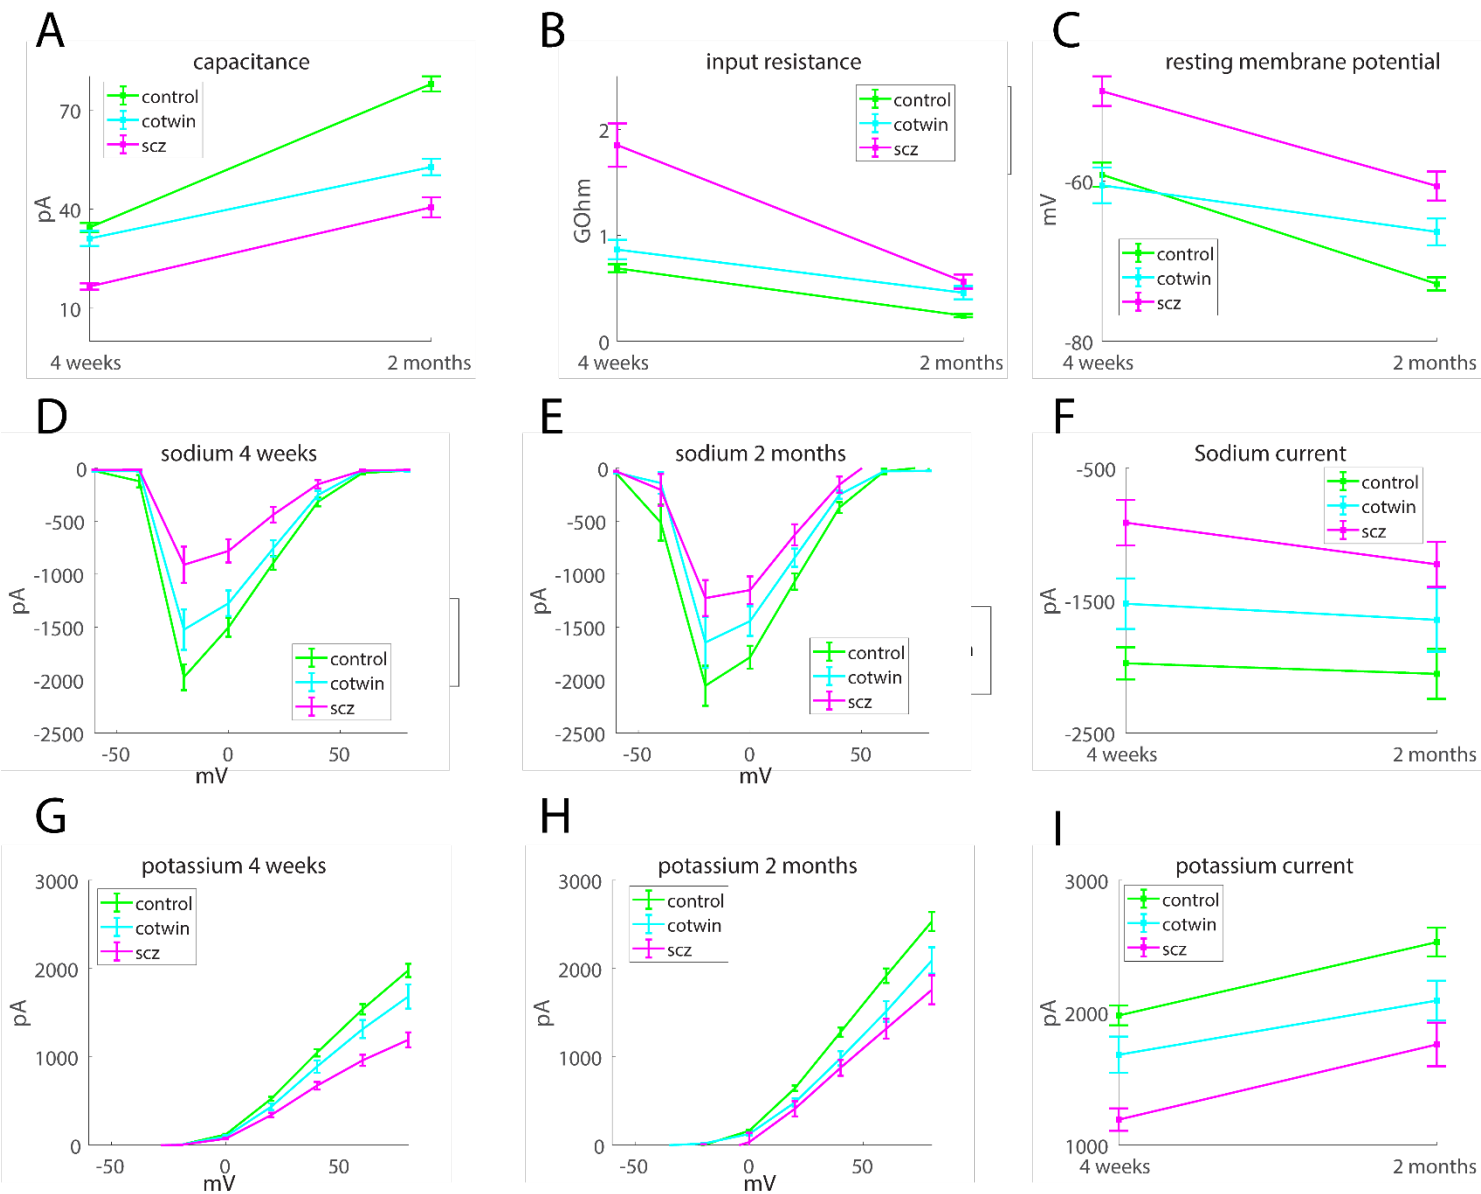 A
capacitance
control
cotwin
scz
70
40
10
pA
4 weeks
2 months
B
input resistance
control
cotwin
scz
2
1
0
GOhm
4 weeks
2 months
C
resting membrane potential
-60
-80
mV
control
cotwin
scz
4 weeks
2 months
D
sodium 4 weeks
0
-500
-1000
-1500
-2000
-2500
pA
control
cotwin
scz
-50
0
50
mV
E
sodium 2 months
0
-500
-1000
-1500
-2000
-2500
pA
control
cotwin
scz
-50
0
50
mV
F
Sodium current
-500
-1500
-2500
pA
control
cotwin
scz
4 weeks
2 months
G
potassium 4 weeks
3000
2000
1000
0
pA
control
cotwin
scz
-50
0
50
mV
H
potassium 2 months
3000
2000
1000
0
pA
control
cotwin
scz
-50
0
50
mV
I
potassium current
3000
2000
1000
pA
control
cotwin
scz
4 weeks
2 months